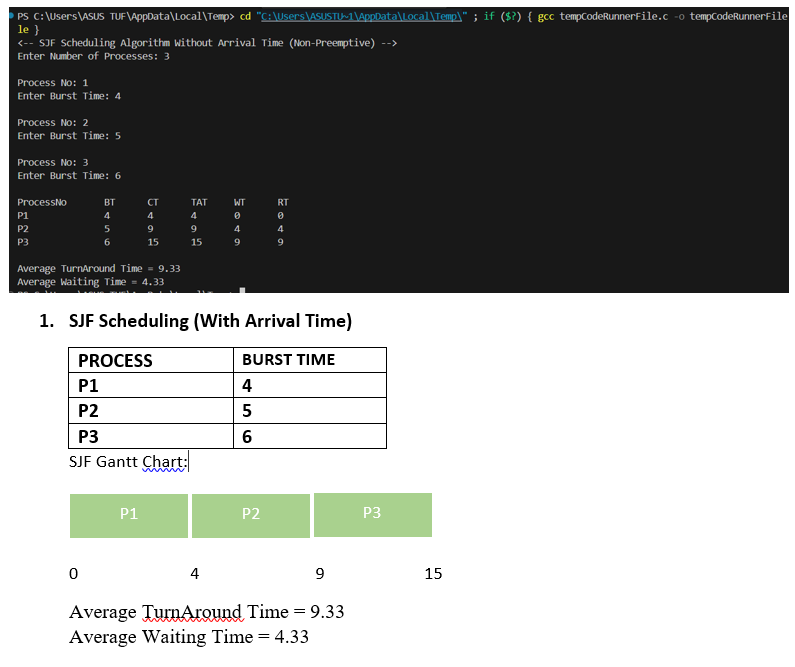 PS C:\Users\ASUS TUF\AppData\Local\Temp> cd "C:\Users\ASUSTU~1\AppData\Local\Temp\" ; if ($?) { gcc tempCodeRunnerFile.c -o tempCodeRunnerFile
le }
<-- SJF Scheduling Algorithm Without Arrival Time (Non-Preemptive) -->
Enter Number of Processes: 3
Process No: 1
Enter Burst Time: 4
Process No: 2
Enter Burst Time: 5
Process No: 3
Enter Burst Time: 6
ProcessNo BT CT TAT WT RT
P1 4 4 4 0 0
P2 5 9 9 4 4
P3 6 15 15 9 9
Average TurnAround Time = 9.33
Average Waiting Time = 4.33
1. SJF Scheduling (With Arrival Time)
PROCESS BURST TIME
P1 4
P2 5
P3 6
SJF Gantt Chart:
P1 P2 P3
0 4 9 15
Average TurnAround Time = 9.33
Average Waiting Time = 4.33